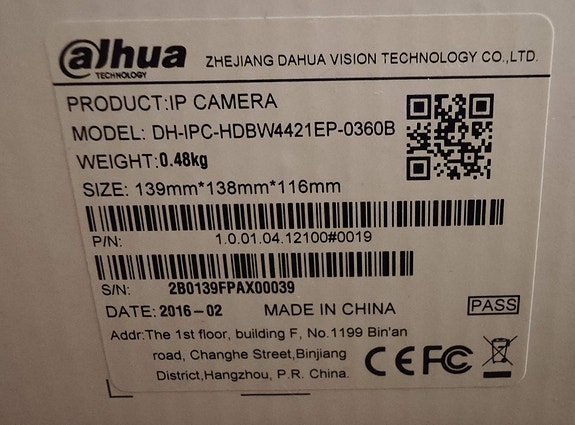 alhua
TECHNOLOGY
ZHEJIANG DAHUA VISION TECHNOLOGY CO.,LTD.
PRODUCT:IP CAMERA
MODEL: DH-IPC-HDBW4421EP-0360B
WEIGHT:0.48kg
SIZE: 139mm*138mm*116mm
P/N: 1.0.01.04.12100#0019
S/N: 2B0139FPAX00039
DATE: 2016-02 MADE IN CHINA PASS
Addr:The 1st floor, building F, No.1199 Bin'an
road, Changhe Street,Binjiang
District,Hangzhou, P.R. China.
CE FC